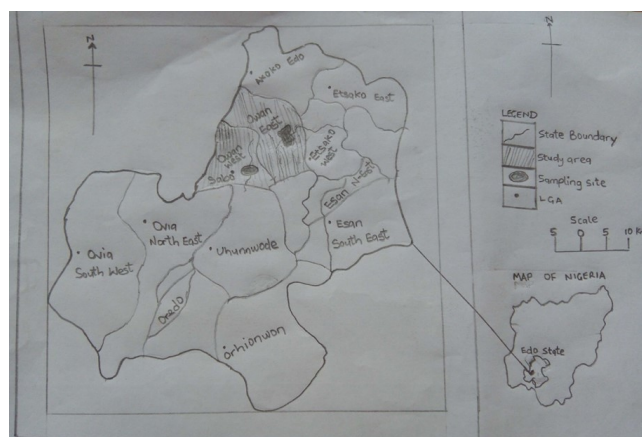 N
N
Akoko Edo
Etsako East
Owan East
Owan West
Etsako West
Sabo
Esan N-East
Ovia North East
Esan South East
Uhunmwode
Ovia South West
Oredo
Orhionwon
LEGEND
State Boundary
Study area
Sampling site
LGA
Scale
5 0 5 10 K
MAP OF NIGERIA
Edo State